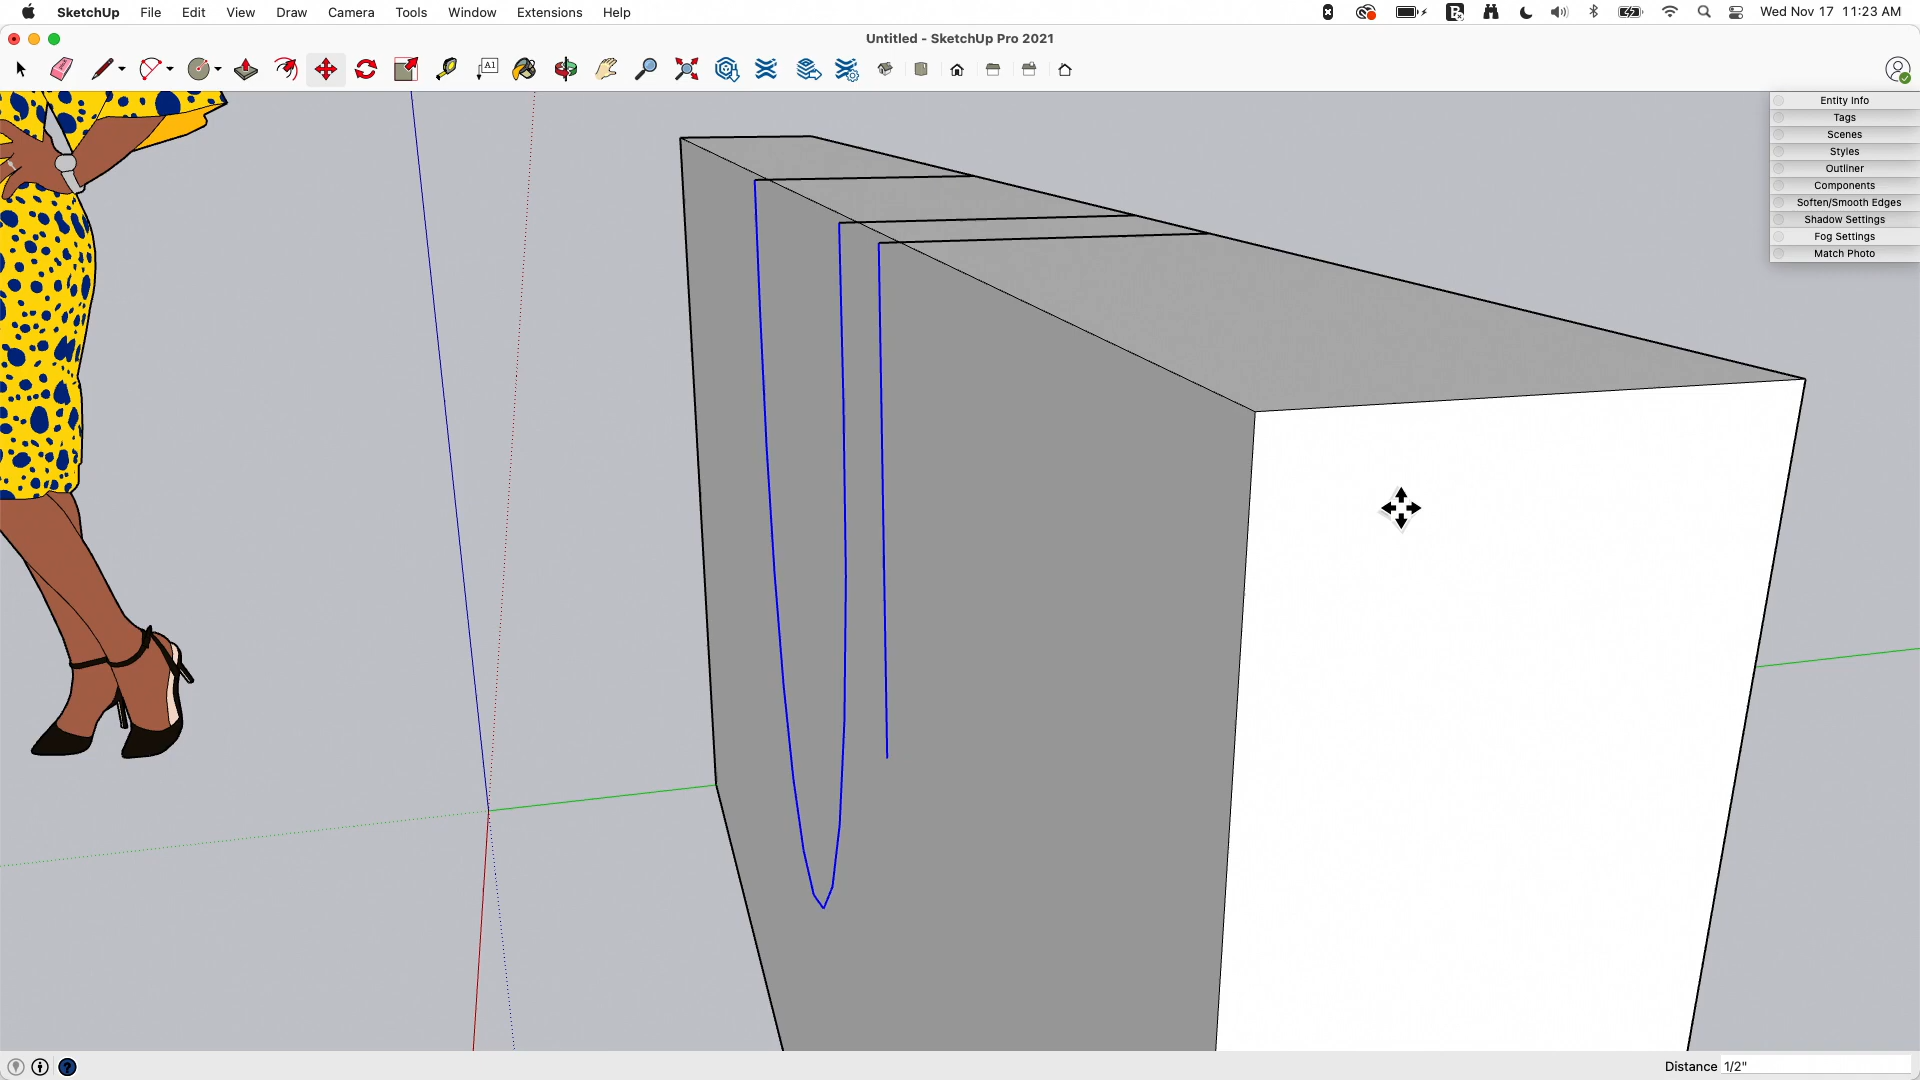 SketchUp File Edit View Draw Camera Tools Window Extensions Help Wed Nov 17 11:23 AM
Untitled - SketchUp Pro 2021
A1
Entity Info
Tags
Scenes
Styles
Outliner
Components
Soften/Smooth Edges
Shadow Settings
Fog Settings
Match Photo
Distance 1/2"